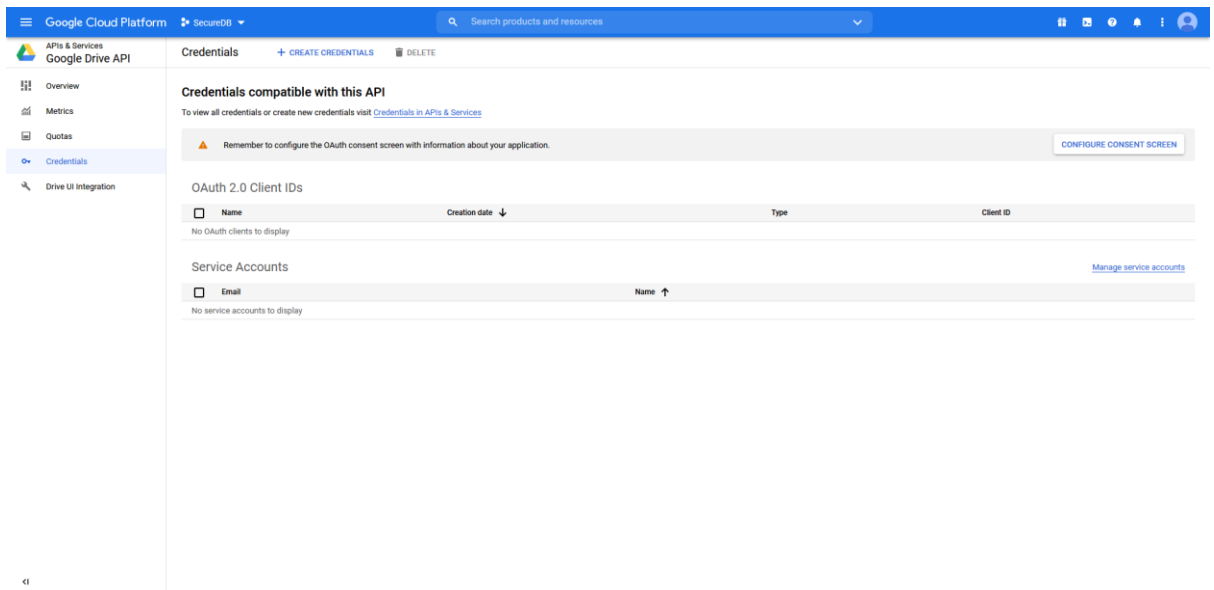 Google Cloud Platform SecureDB Search products and resources
APIs & Services
Google Drive API
Credentials + CREATE CREDENTIALS DELETE
Overview
Metrics
Quotas
Credentials
Drive UI Integration
Credentials compatible with this API
To view all credentials or create new credentials visit Credentials in APIs & Services
Remember to configure the OAuth consent screen with information about your application. CONFIGURE CONSENT SCREEN
OAuth 2.0 Client IDs
Name Creation date Type Client ID
No OAuth clients to display
Service Accounts Manage service accounts
Email Name
No service accounts to display